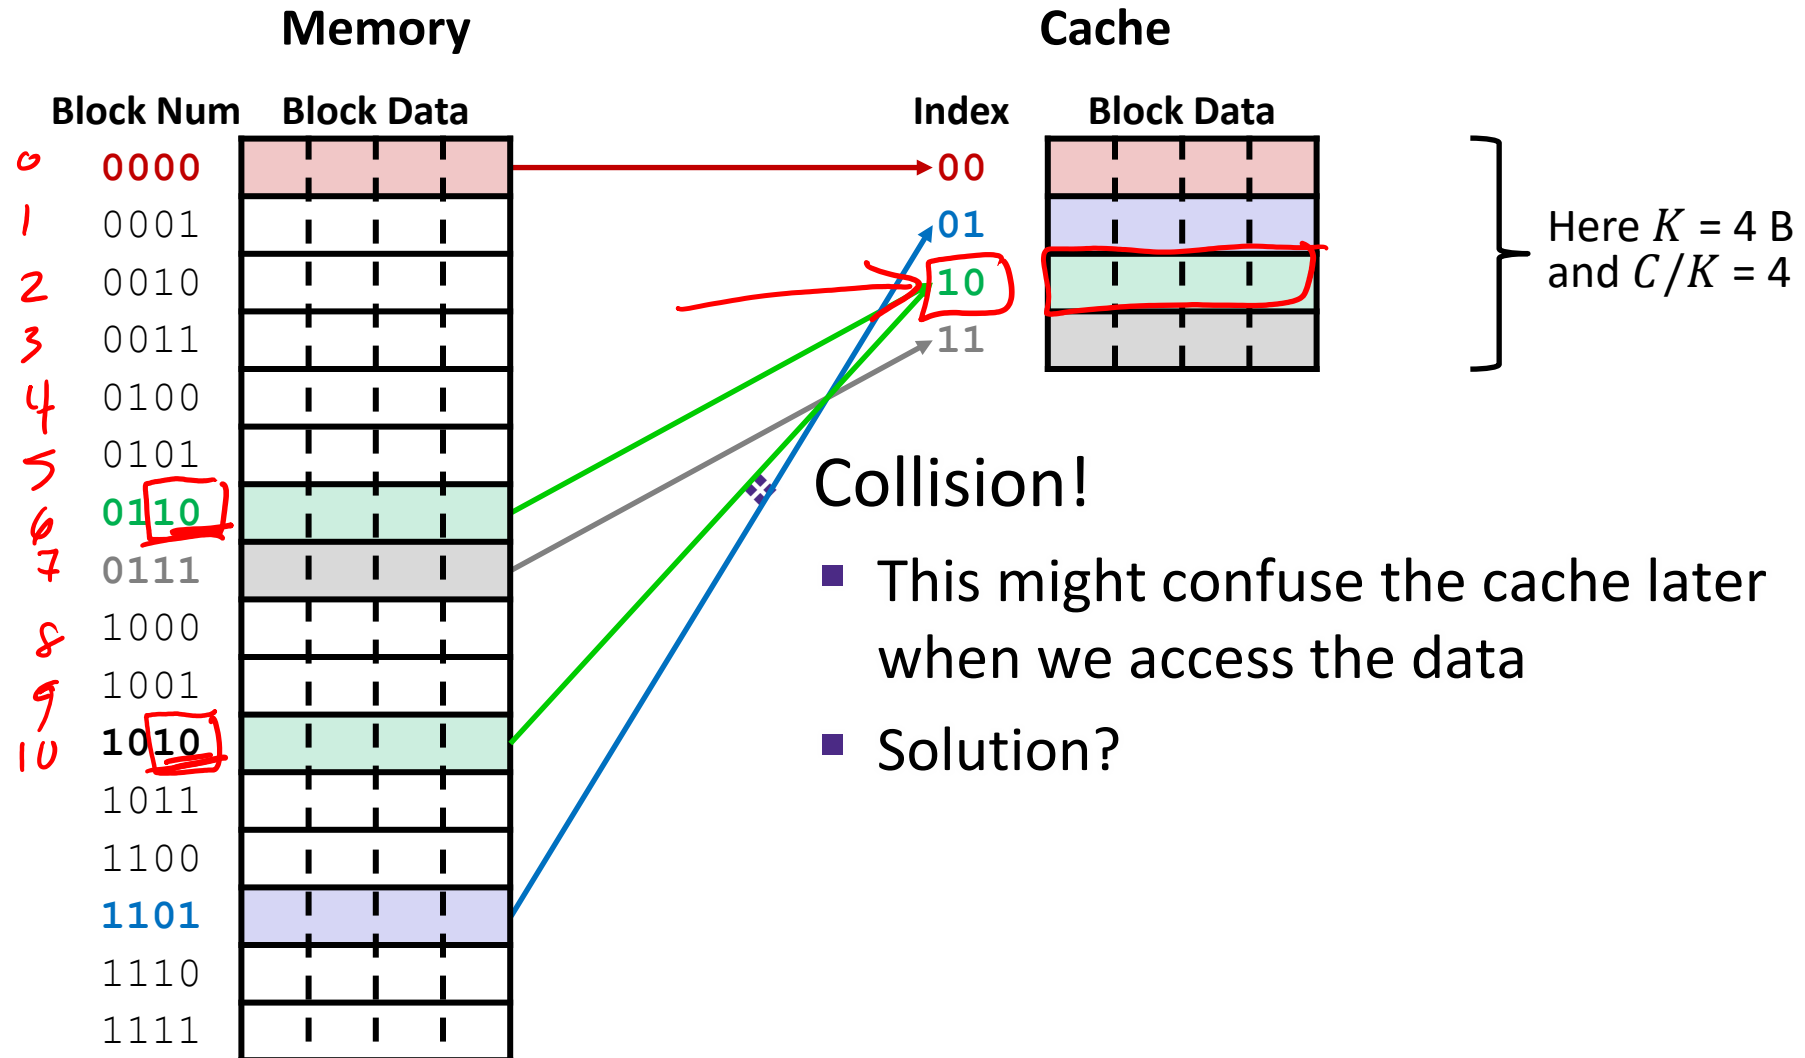 Memory
Cache
Block Num Block Data
Index Block Data
0 0000
1 0001
2 0010
3 0011
4 0100
5 0101
6 0110
7 0111
8 1000
9 1001
10 1010
1011
1100
1101
1110
1111
00
01
10
11
Here K = 4 B
and C/K = 4
Collision!
This might confuse the cache later
when we access the data
Solution?